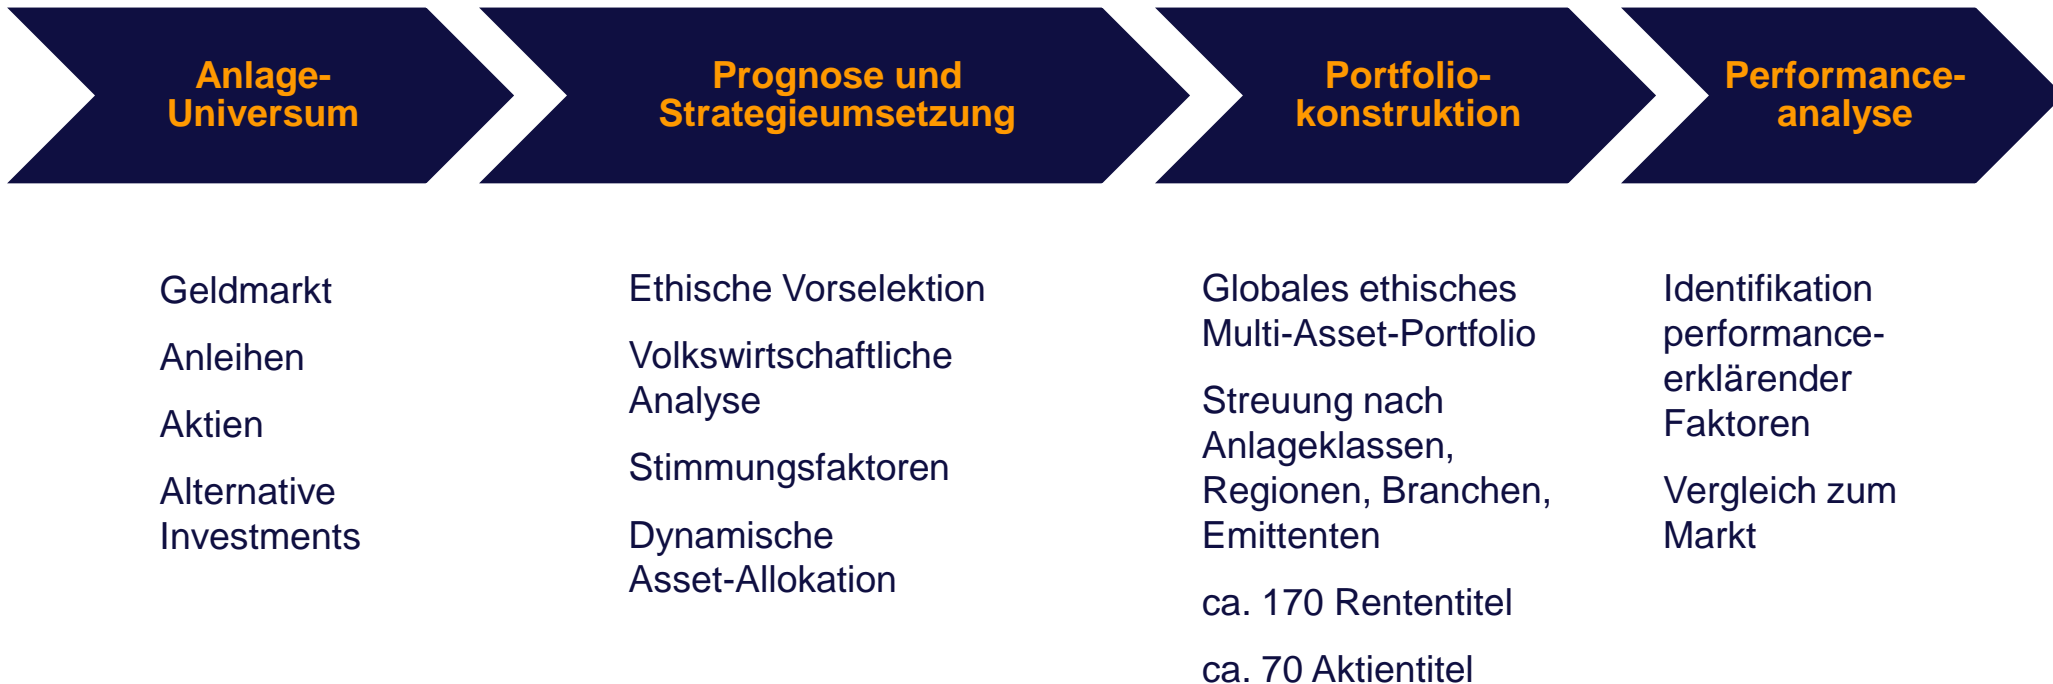 Anlage-
Universum
Prognose und
Strategieumsetzung
Portfolio-
konstruktion
Performance-
analyse
Geldmarkt
Anleihen
Aktien
Alternative
Investments
Ethische Vorselektion
Volkswirtschaftliche
Analyse
Stimmungsfaktoren
Dynamische
Asset-Allokation
Globales ethisches
Multi-Asset-Portfolio
Streuung nach
Anlageklassen,
Regionen, Branchen,
Emittenten
ca. 170 Rententitel
ca. 70 Aktientitel
Identifikation
performance-
erklärender
Faktoren
Vergleich zum
Markt